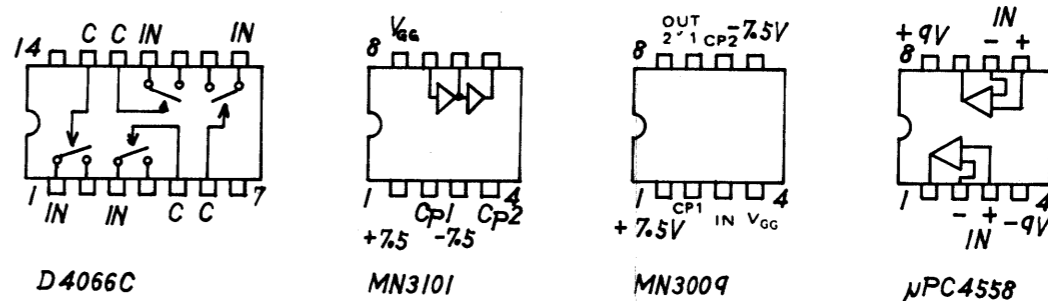 14 C C IN IN
1 IN IN C C 7
D4066C
8 VGG
1 Cp1 Cp2 4
+7.5 -7.5
MN3101
OUT
8 2 1 CP2 -7.5V
1 CP1 IN VGG 4
+7.5V
MN3009
+9V IN
8 - +
1 - + -9V 4
IN
μPC4558